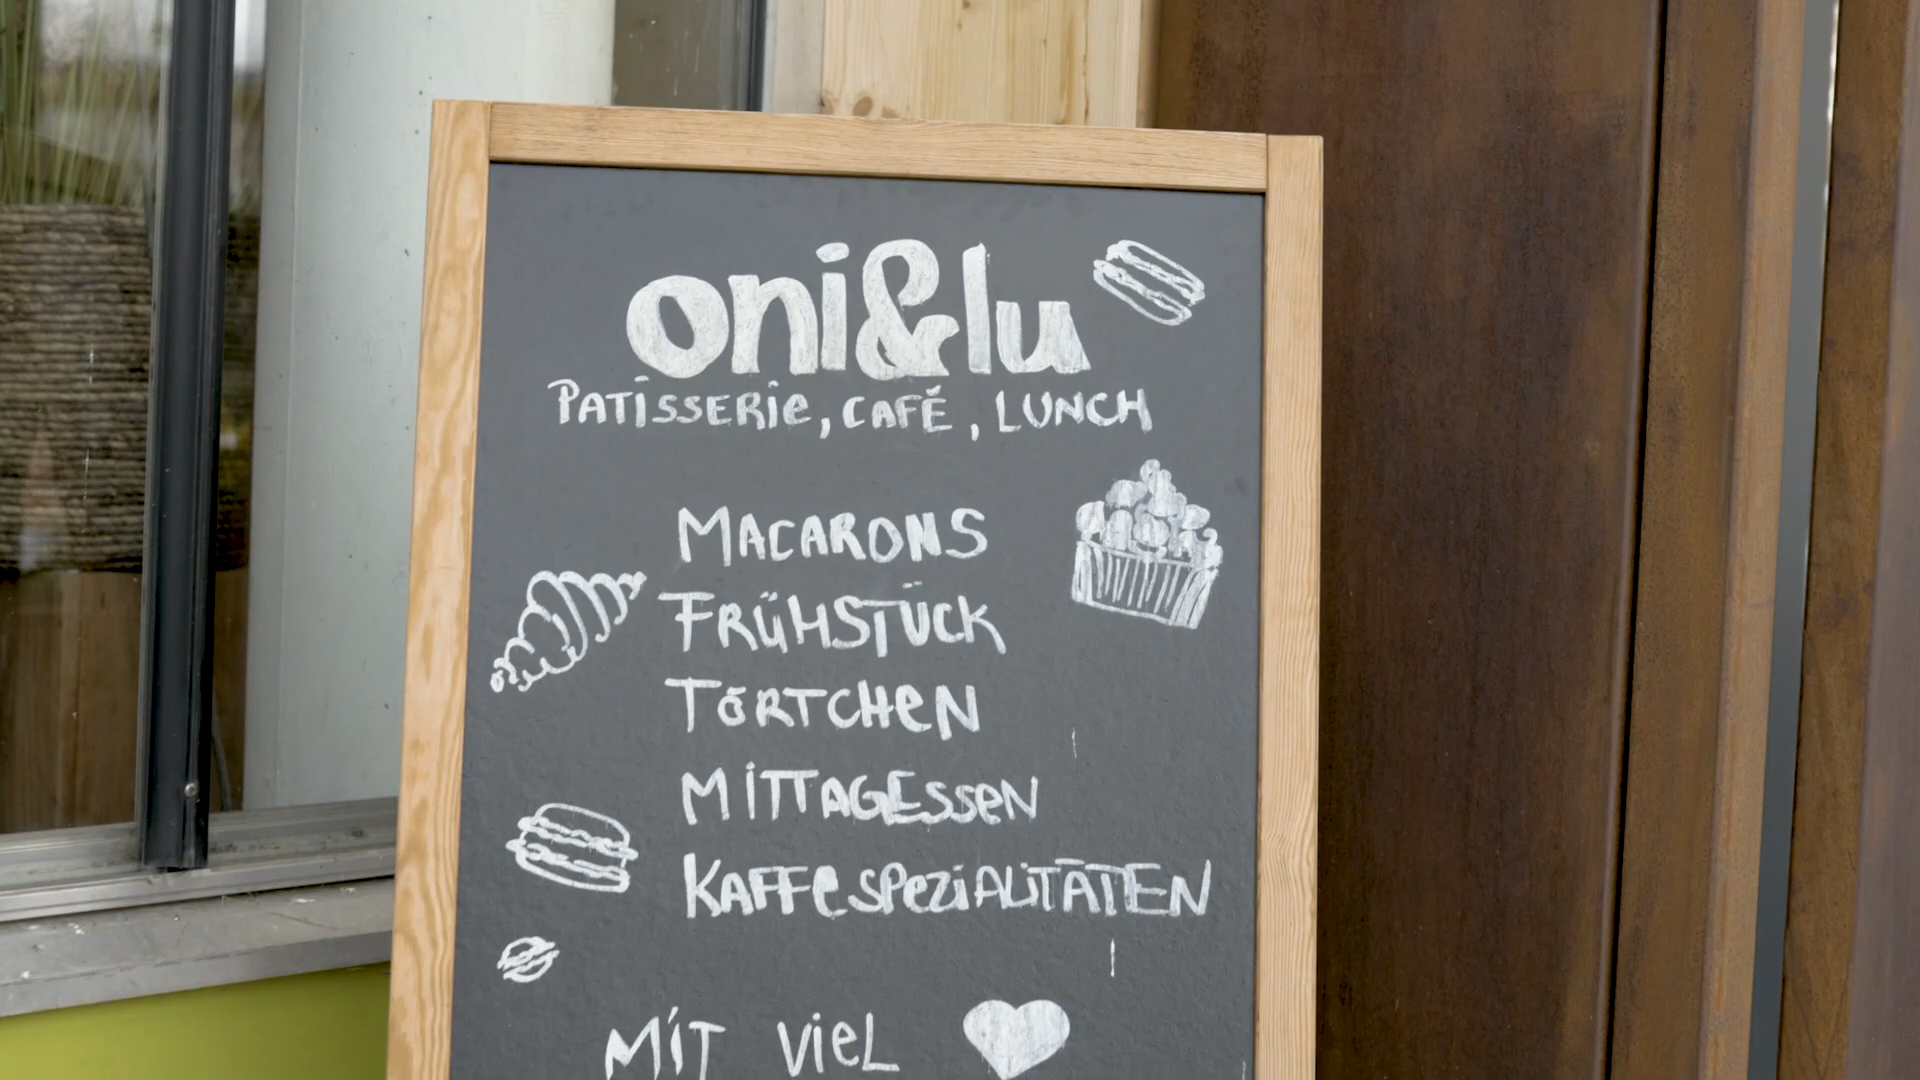 oni&lu
PATiSSERie, CAFÉ, LUNCH
MACARONS
FRÜHSTÜCK
TÖRTCHEN
MiTTAGESSEN
KAFFeSPeZiALiTÄTEN
MiT VieL